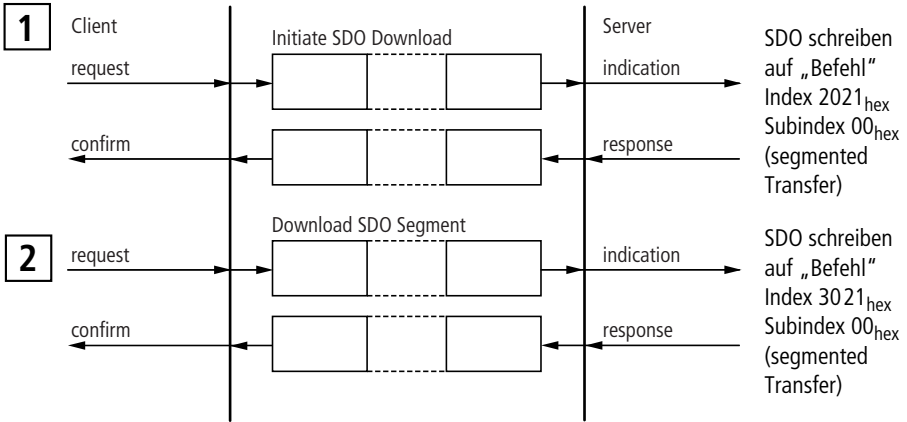 1
Client
Initiate SDO Download
Server
request
indication
confirm
response
SDO schreiben
auf „Befehl“
Index 2021hex
Subindex 00hex
(segmented
Transfer)
2
Download SDO Segment
request
indication
confirm
response
SDO schreiben
auf „Befehl“
Index 3021hex
Subindex 00hex
(segmented
Transfer)